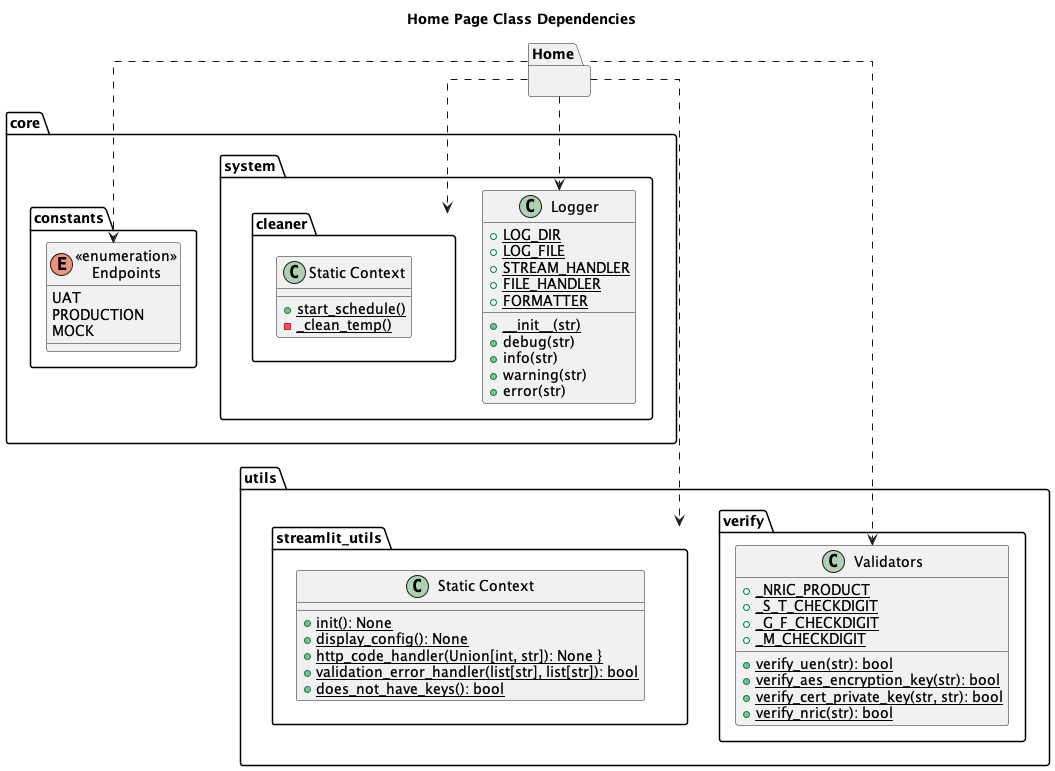 Home Page Class Dependencies
Home
core
system
constants
cleaner
C Logger
LOG_DIR
LOG_FILE
STREAM_HANDLER
FILE_HANDLER
FORMATTER
__init__(str)
debug(str)
info(str)
warning(str)
error(str)
E «enumeration»
Endpoints
UAT
PRODUCTION
MOCK
C Static Context
start_schedule()
_clean_temp()
utils
streamlit_utils
verify
C Static Context
init(): None
display_config(): None
http_code_handler(Union[int, str]): None }
validation_error_handler(list[str], list[str]): bool
does_not_have_keys(): bool
C Validators
_NRIC_PRODUCT
_S_T_CHECKDIGIT
_G_F_CHECKDIGIT
_M_CHECKDIGIT
verify_uen(str): bool
verify_aes_encryption_key(str): bool
verify_cert_private_key(str, str): bool
verify_nric(str): bool